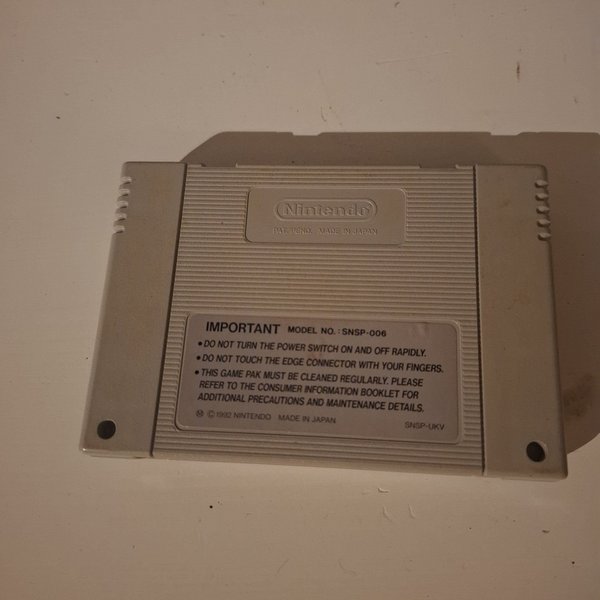 Nintendo
PAT. PEND. MADE IN JAPAN
IMPORTANT MODEL NO. : SNSP-006
• DO NOT TURN THE POWER SWITCH ON AND OFF RAPIDLY.
• DO NOT TOUCH THE EDGE CONNECTOR WITH YOUR FINGERS.
• THIS GAME PAK MUST BE CLEANED REGULARLY. PLEASE
REFER TO THE CONSUMER INFORMATION BOOKLET FOR
ADDITIONAL PRECAUTIONS AND MAINTENANCE DETAILS.
Ⓜ © 1992 NINTENDO MADE IN JAPAN SNSP-UKV